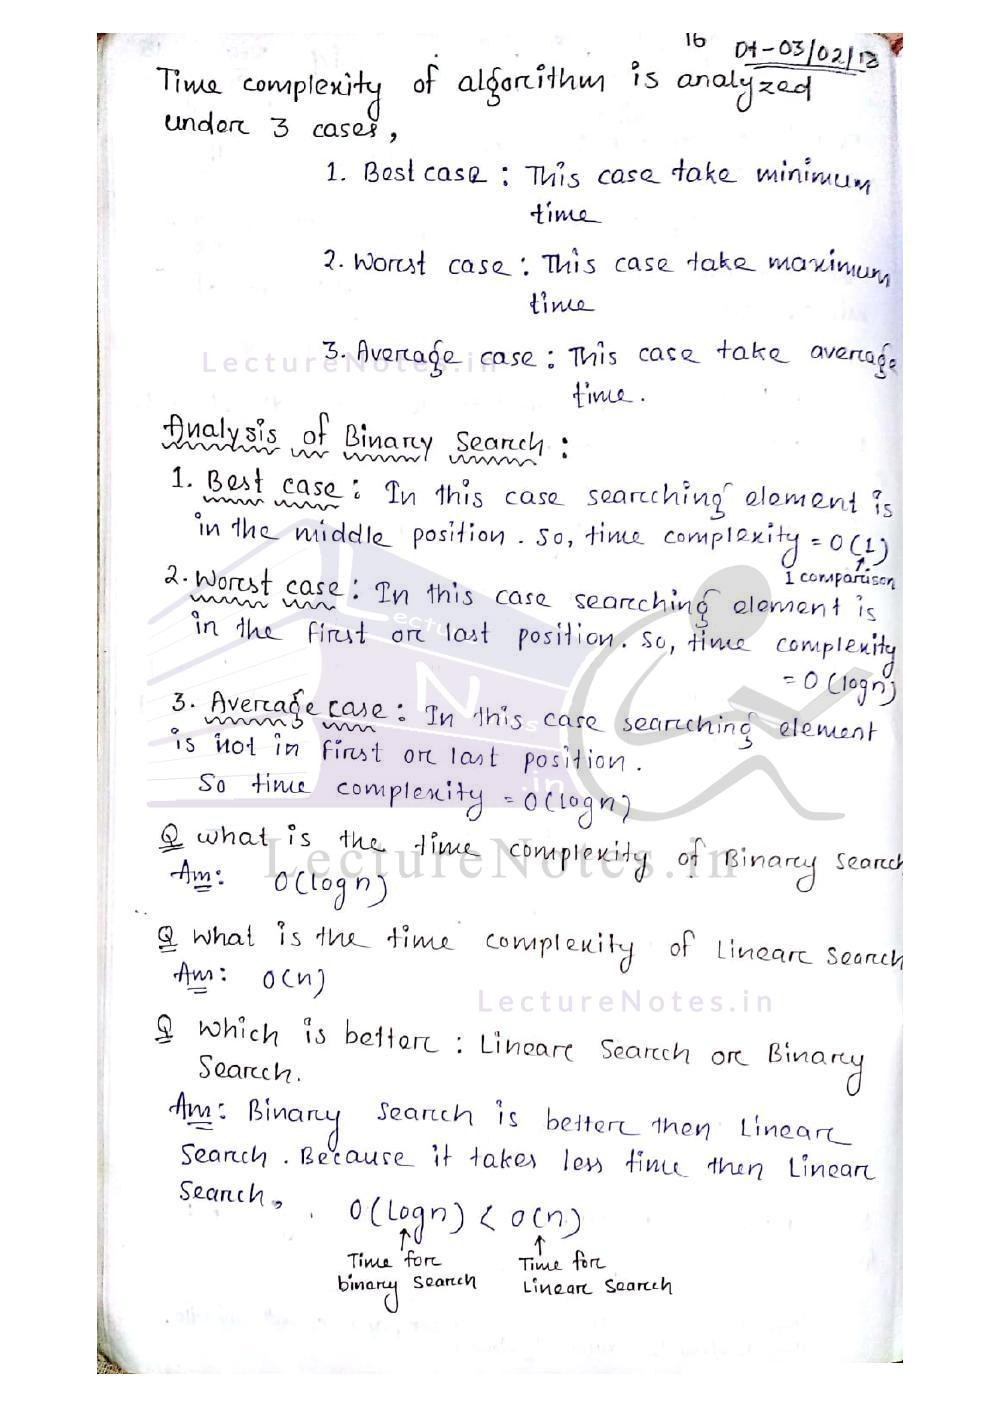 16 Dt-03/02/18
Time complexity of algorithm is analyzed
under 3 cases,
1. Best case : This case take minimum
time
2. Worst case : This case take maximum
time
3. Average case : This case take average
LectureNotes.in
time.
Analysis of Binary Search :
1. Best case : In this case searching element is
in the middle position. So, time complexity = O(1)
1 comparison
2. Worst case : In this case searching element is
in the first or last position. So, time complexity
= O(logn)
3. Average case : In this case searching element
is not in first or last position.
So time complexity = O(logn)
Q what is the time complexity of Binary search
LectureNotes.in
Ans: O(logn)
Q What is the time complexity of Linear Search
Ans: O(n)
LectureNotes.in
Q Which is better : Linear Search or Binary
Search.
Ans: Binary search is better then Linear
Search. Because it takes less time then Linear
Search.
O(Logn) < O(n)
Time for Time for
binary search Linear Search